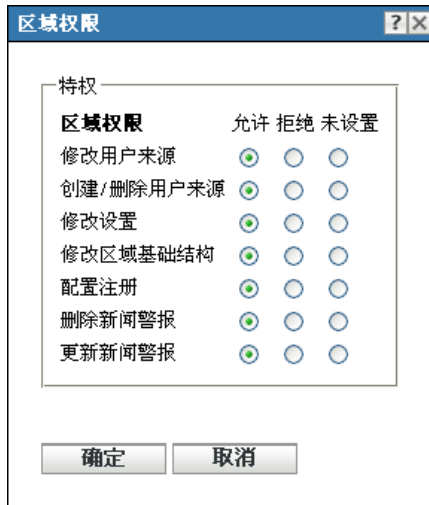 区域权限
特权
区域权限 允许 拒绝 未设置
修改用户来源
创建/删除用户来源
修改设置
修改区域基础结构
配置注册
删除新闻警报
更新新闻警报
确定 取消